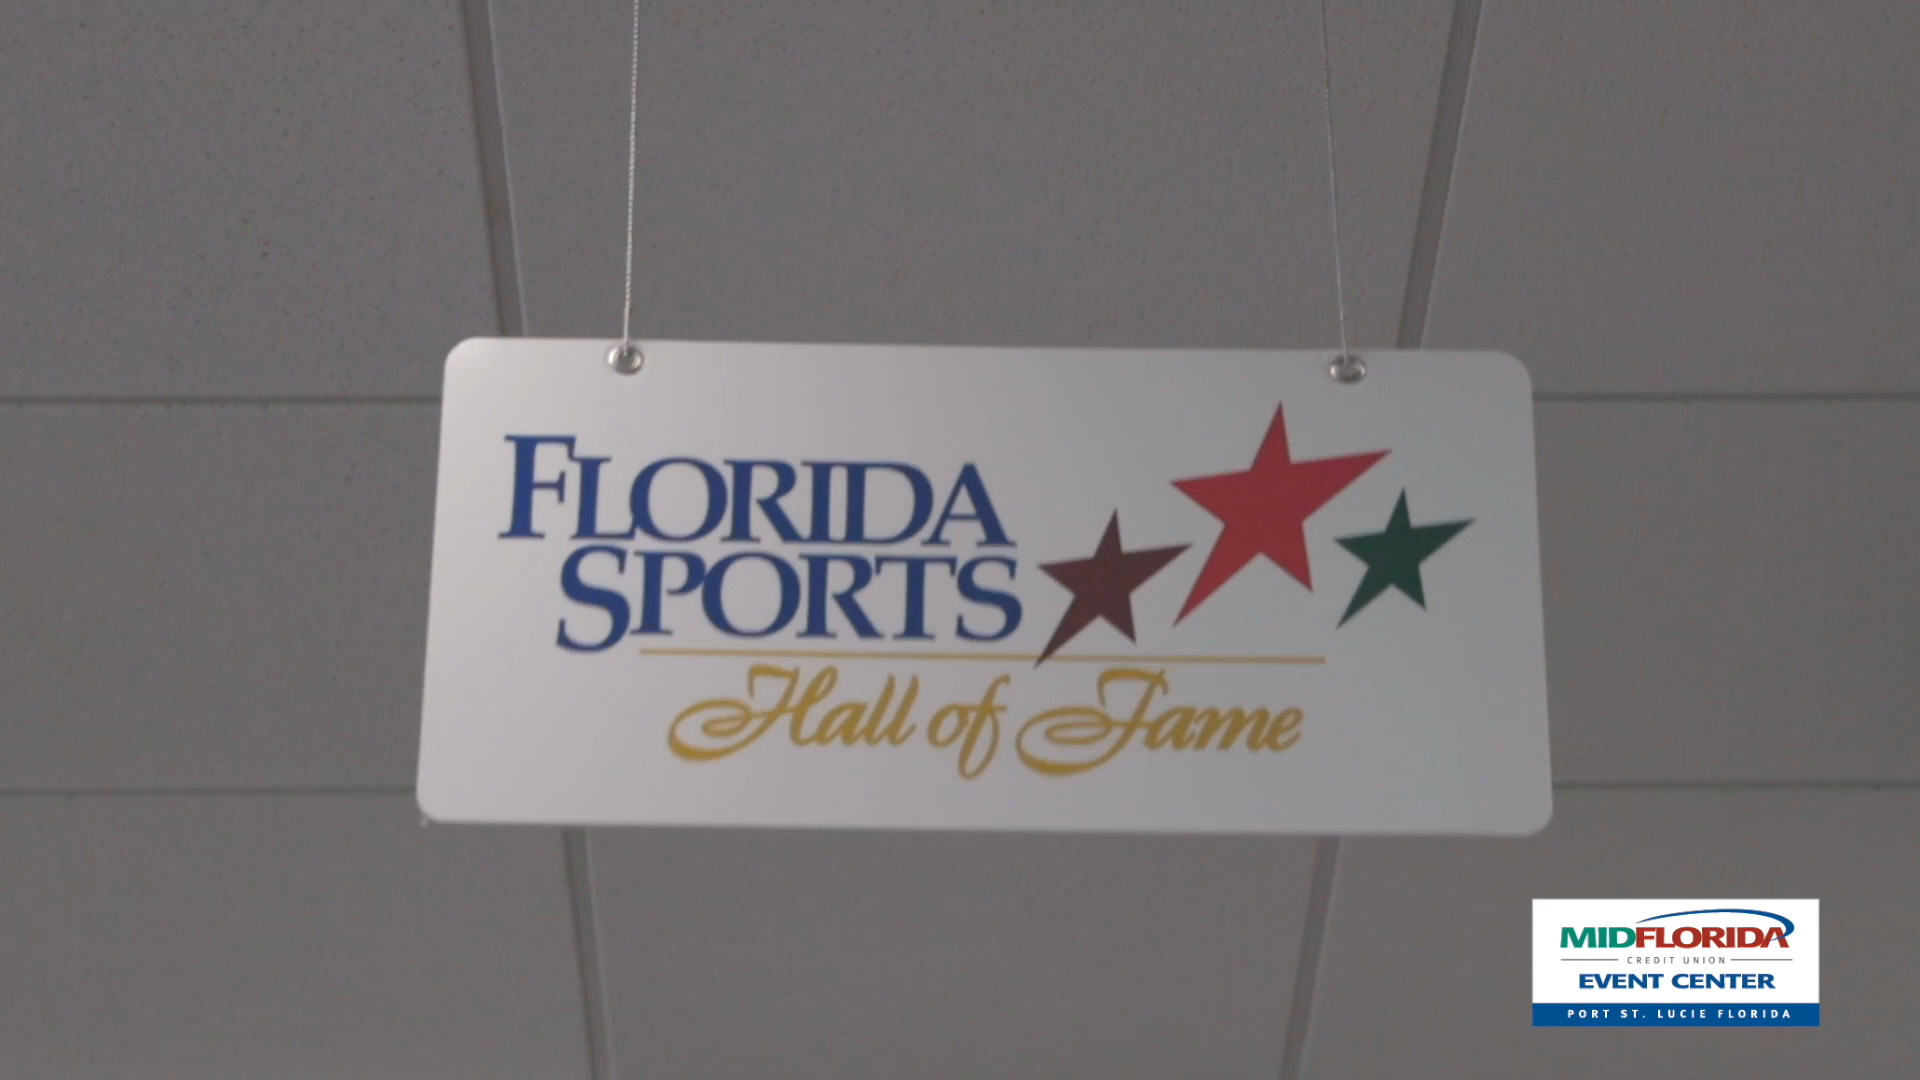 FLORIDA
SPORTS
Hall of Fame
MIDFLORIDA
CREDIT UNION
EVENT CENTER
PORT ST. LUCIE FLORIDA